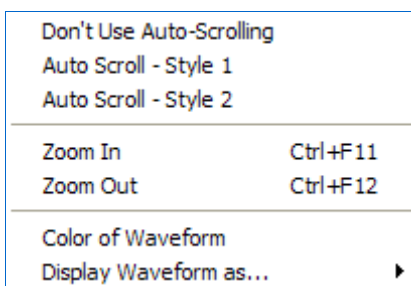 Don't Use Auto-Scrolling
Auto Scroll - Style 1
Auto Scroll - Style 2
Zoom In Ctrl+F11
Zoom Out Ctrl+F12
Color of Waveform
Display Waveform as...